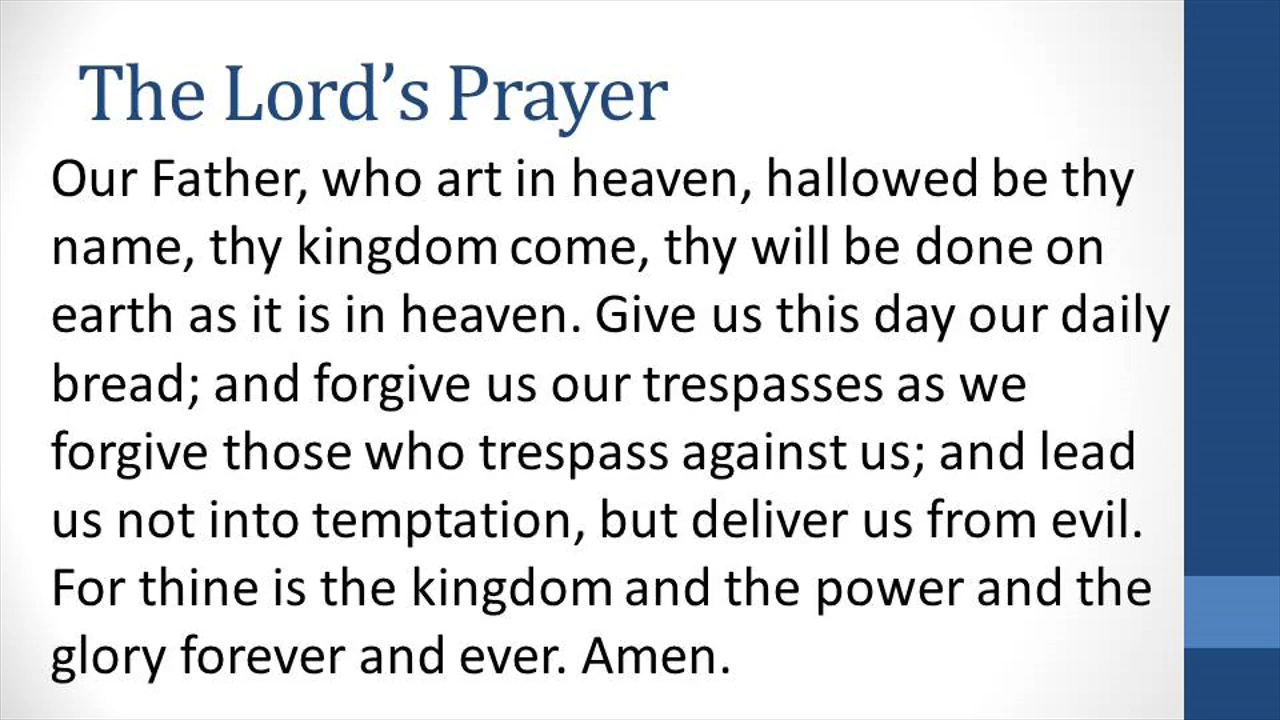 The Lord’s Prayer
Our Father, who art in heaven, hallowed be thy
name, thy kingdom come, thy will be done on
earth as it is in heaven. Give us this day our daily
bread; and forgive us our trespasses as we
forgive those who trespass against us; and lead
us not into temptation, but deliver us from evil.
For thine is the kingdom and the power and the
glory forever and ever. Amen.